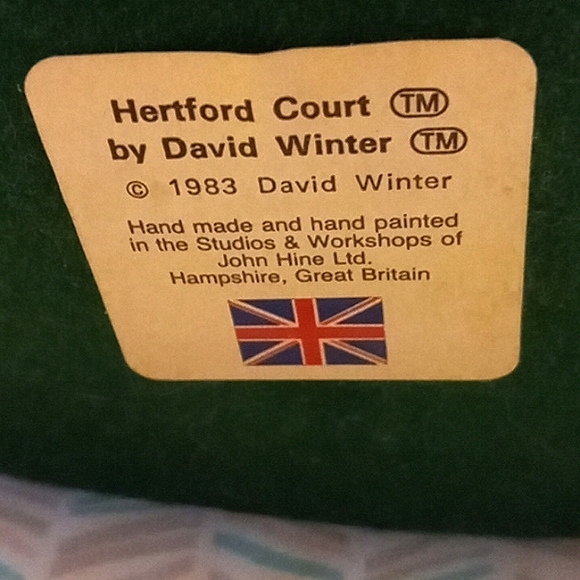 Hertford Court TM
by David Winter TM
© 1983 David Winter
Hand made and hand painted
in the Studios & Workshops of
John Hine Ltd.
Hampshire, Great Britain